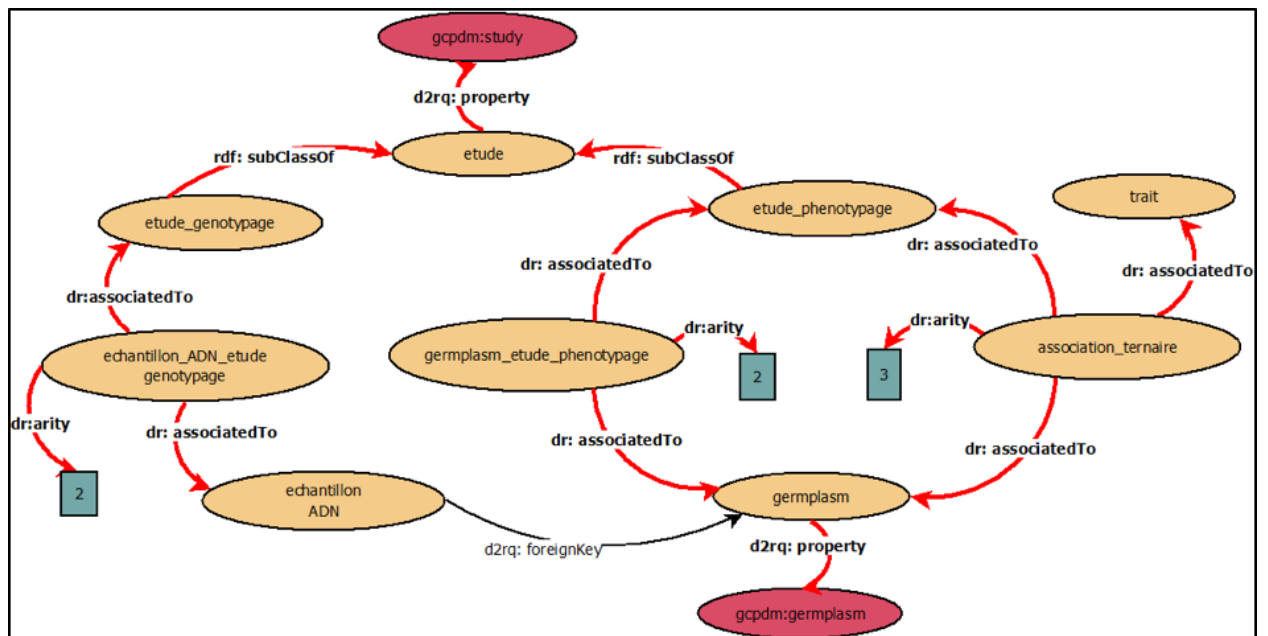 gcpdm:study
d2rq: property
etude
rdf: subClassOf
rdf: subClassOf
etude_genotypage
etude_phenotypage
trait
dr:associatedTo
dr: associatedTo
dr: associatedTo
dr: associatedTo
echantillon_ADN_etude
genotypage
germplasm_etude_phenotypage
dr:arity
2
dr:arity
3
association_ternaire
dr:arity
2
dr: associatedTo
dr: associatedTo
dr: associatedTo
echantillon
ADN
germplasm
d2rq: foreignKey
d2rq: property
gcpdm:germplasm